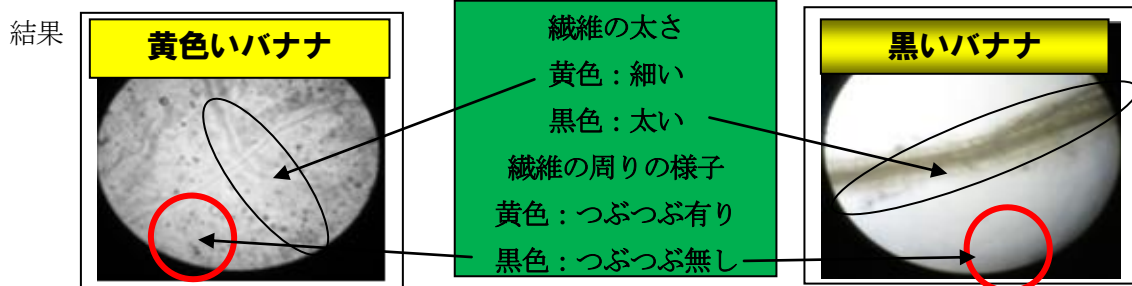 結果
黄色いバナナ
繊維の太さ
黄色：細い
黒色：太い
繊維の周りの様子
黄色：つぶつぶ有り
黒色：つぶつぶ無し
黒いバナナ